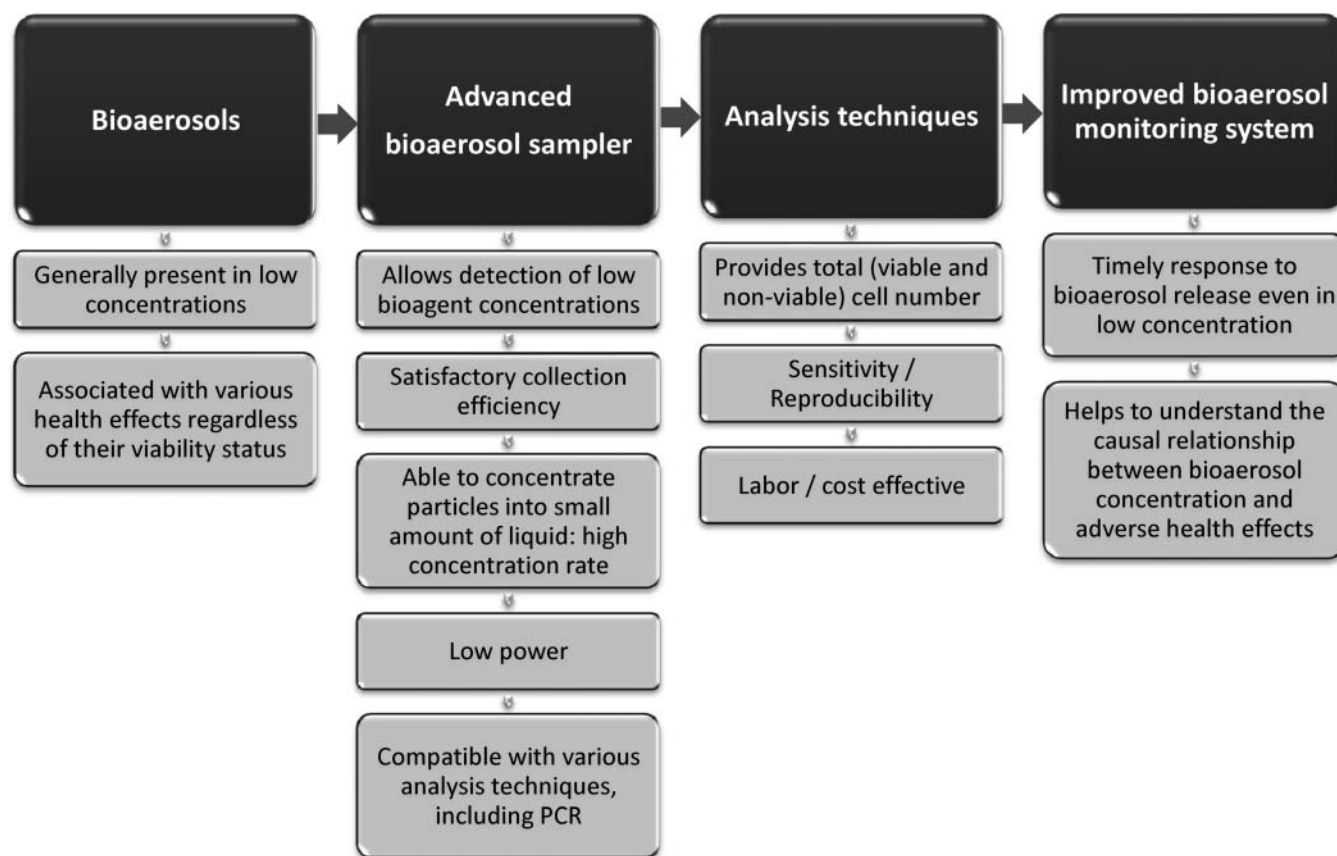 Bioaerosols
Generally present in low
concentrations
Associated with various
health effects regardless
of their viability status
Advanced
bioaerosol sampler
Allows detection of low
bioagent concentrations
Satisfactory collection
efficiency
Able to concentrate
particles into small
amount of liquid: high
concentration rate
Low power
Compatible with various
analysis techniques,
including PCR
Analysis techniques
Provides total (viable and
non-viable) cell number
Sensitivity /
Reproducibility
Labor / cost effective
Improved bioaerosol
monitoring system
Timely response to
bioaerosol release even in
low concentration
Helps to understand the
causal relationship
between bioaerosol
concentration and
adverse health effects